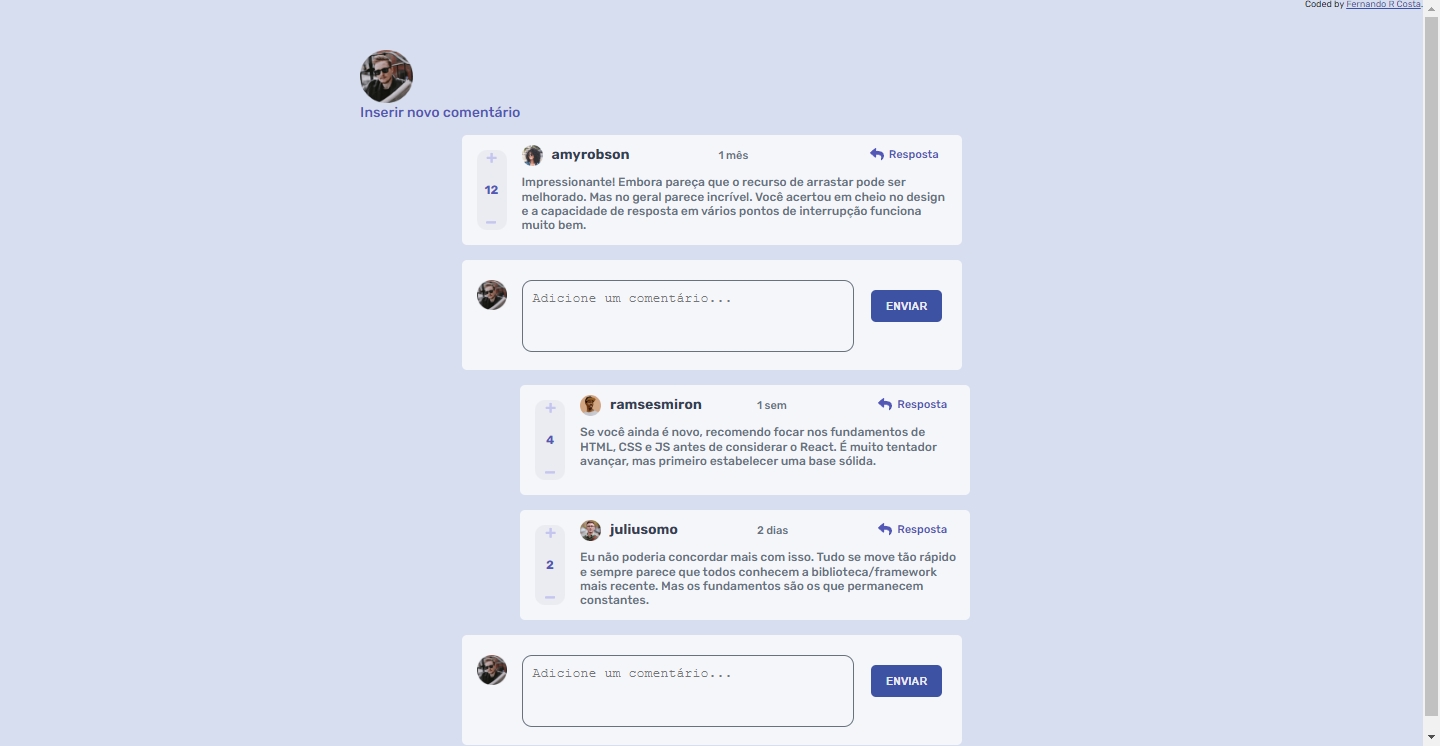 Coded by Fernando R Costa.
Inserir novo comentário
+
amyrobson
1 mês
Resposta
12
Impressionante! Embora pareça que o recurso de arrastar pode ser
melhorado. Mas no geral parece incrível. Você acertou em cheio no design
e a capacidade de resposta em vários pontos de interrupção funciona
muito bem.
−
Adicione um comentário...
ENVIAR
+
ramsesmiron
1 sem
Resposta
4
Se você ainda é novo, recomendo focar nos fundamentos de
HTML, CSS e JS antes de considerar o React. É muito tentador
avançar, mas primeiro estabelecer uma base sólida.
−
+
juliusomo
2 dias
Resposta
2
Eu não poderia concordar mais com isso. Tudo se move tão rápido
e sempre parece que todos conhecem a biblioteca/framework
mais recente. Mas os fundamentos são os que permanecem
constantes.
−
Adicione um comentário...
ENVIAR